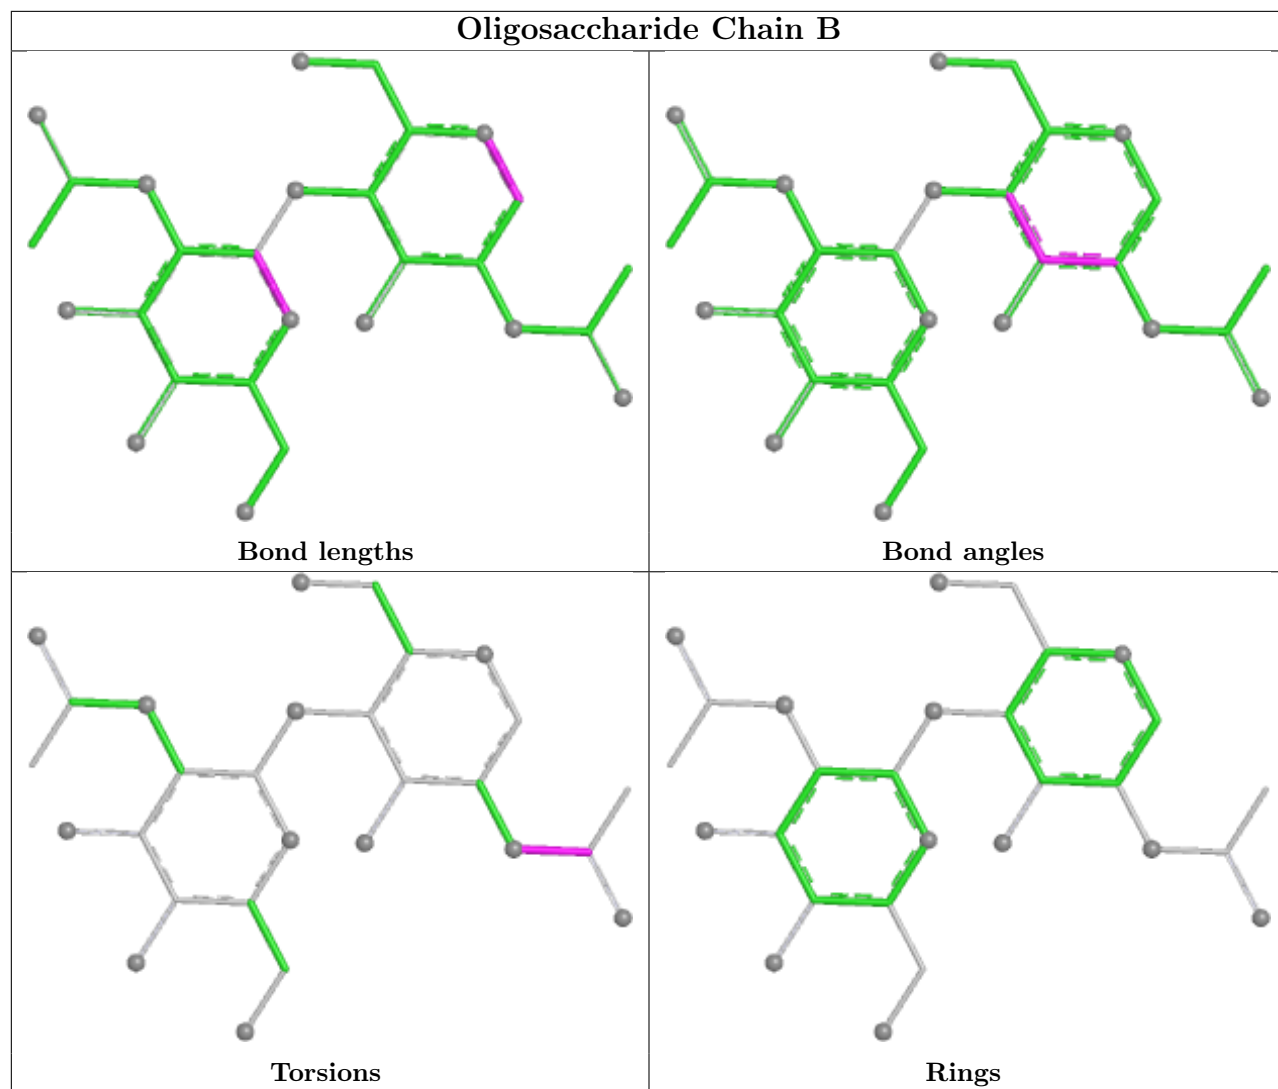 Oligosaccharide Chain B
Bond lengths
Bond angles
Torsions
Rings